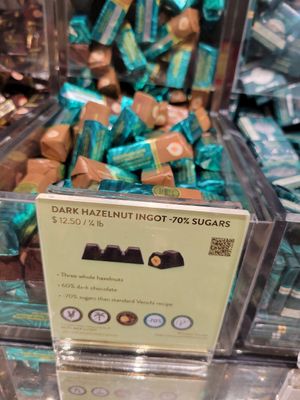 DARK HAZELNUT INGOT -70% SUGARS
$ 12.50 / ¼ lb
• Three whole hazelnuts
• 60% dark chocolate
• -70% sugars than standard Venchi recipe
70%